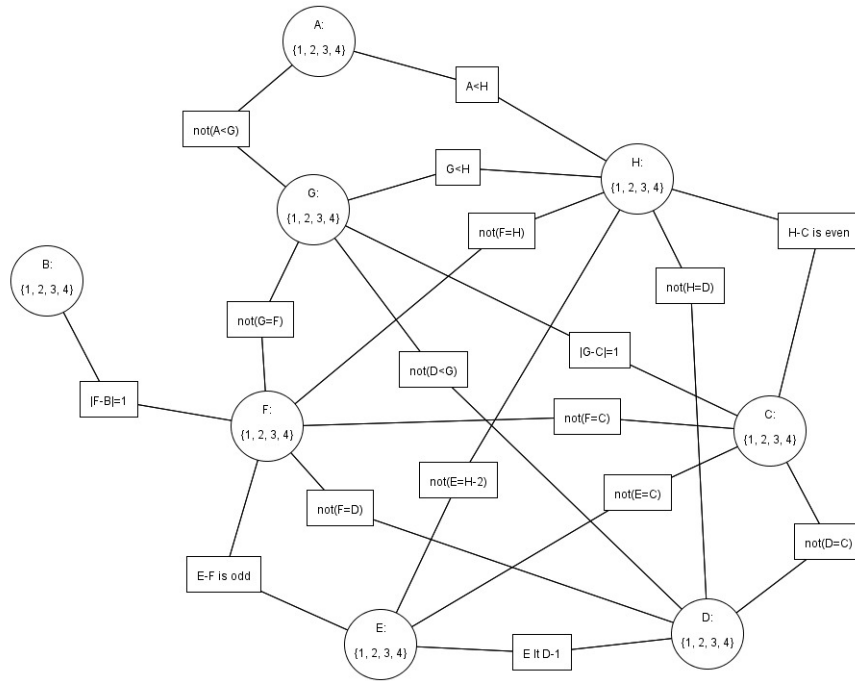 A:
{1, 2, 3, 4}
A<H
not(A<G)
G<H
H:
{1, 2, 3, 4}
G:
{1, 2, 3, 4}
not(F=H)
H-C is even
B:
{1, 2, 3, 4}
not(H=D)
not(G=F)
|G-C|=1
not(D<G)
|F-B|=1
F:
{1, 2, 3, 4}
not(F=C)
C:
{1, 2, 3, 4}
not(E=H-2)
not(E=C)
not(F=D)
not(D=C)
E-F is odd
E:
{1, 2, 3, 4}
E lt D-1
D:
{1, 2, 3, 4}